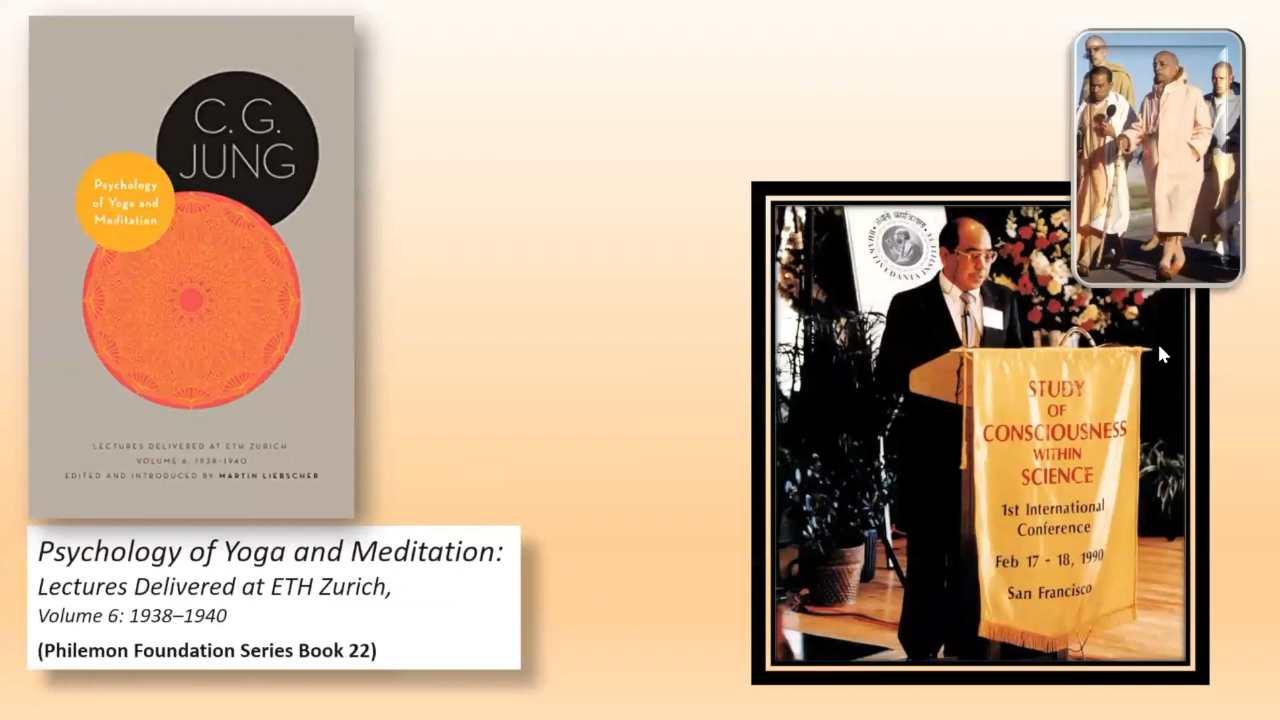 C. G.
JUNG
Psychology
of Yoga and
Meditation
LECTURES DELIVERED AT ETH ZURICH
VOLUME 6: 1938-1940
EDITED AND INTRODUCED BY MARTIN LIEBSCHER
Psychology of Yoga and Meditation:
Lectures Delivered at ETH Zurich,
Volume 6: 1938–1940
(Philemon Foundation Series Book 22)
STUDY
OF
CONSCIOUSNESS
WITHIN
SCIENCE
1st International
Conference
Feb 17 - 18, 1990
San Francisco